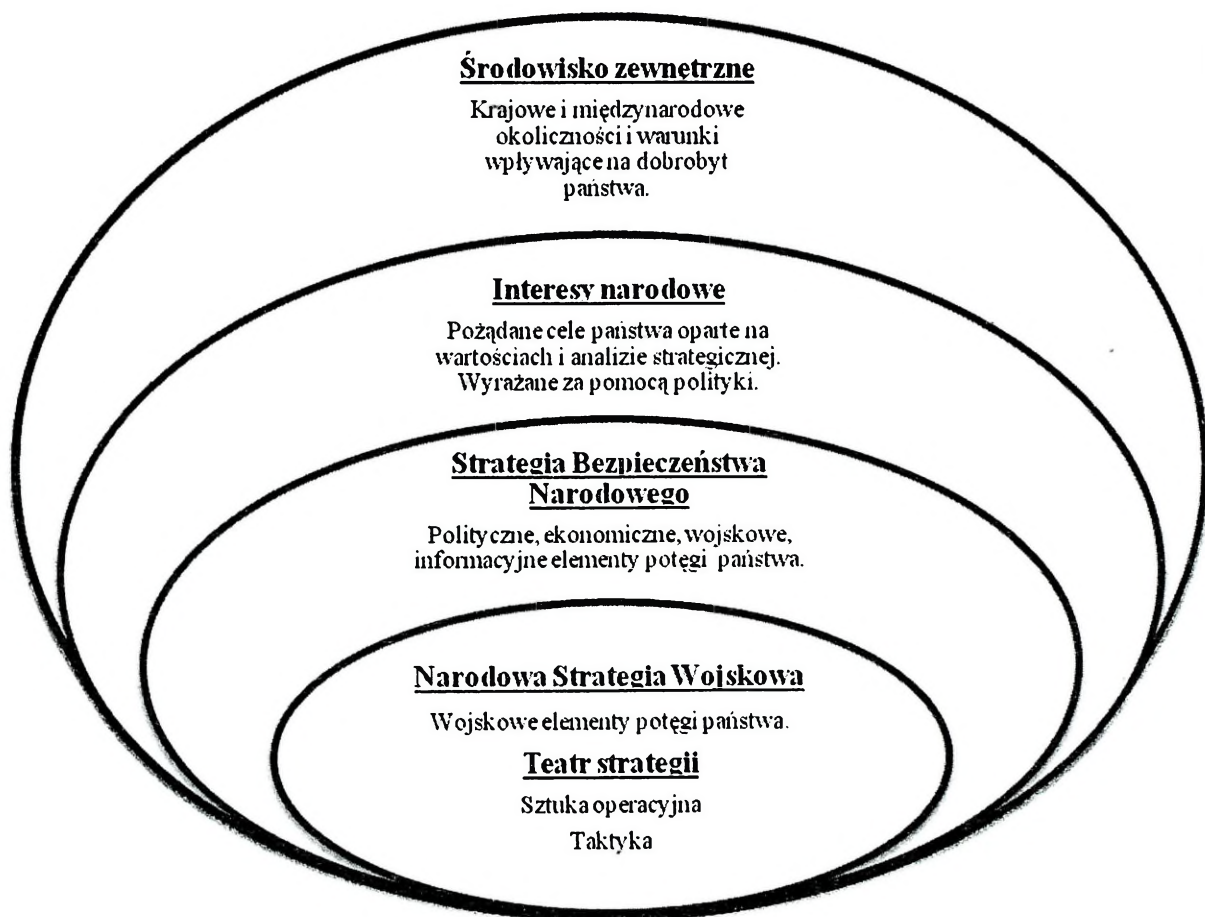 Środowisko zewnętrzne
Krajowe i międzynarodowe
okoliczności i warunki
wpływające na dobrobyt
państwa.
Interesy narodowe
Pożądane cele państwa oparte na
wartościach i analizie strategicznej.
Wyrażane za pomocą polityki.
Strategia Bezpieczeństwa
Narodowego
Polityczne, ekonomiczne, wojskowe,
informacyjne elementy potęgi państwa.
Narodowa Strategia Wojskowa
Wojskowe elementy potęgi państwa.
Teatr strategii
Sztuka operacyjna
Taktyka